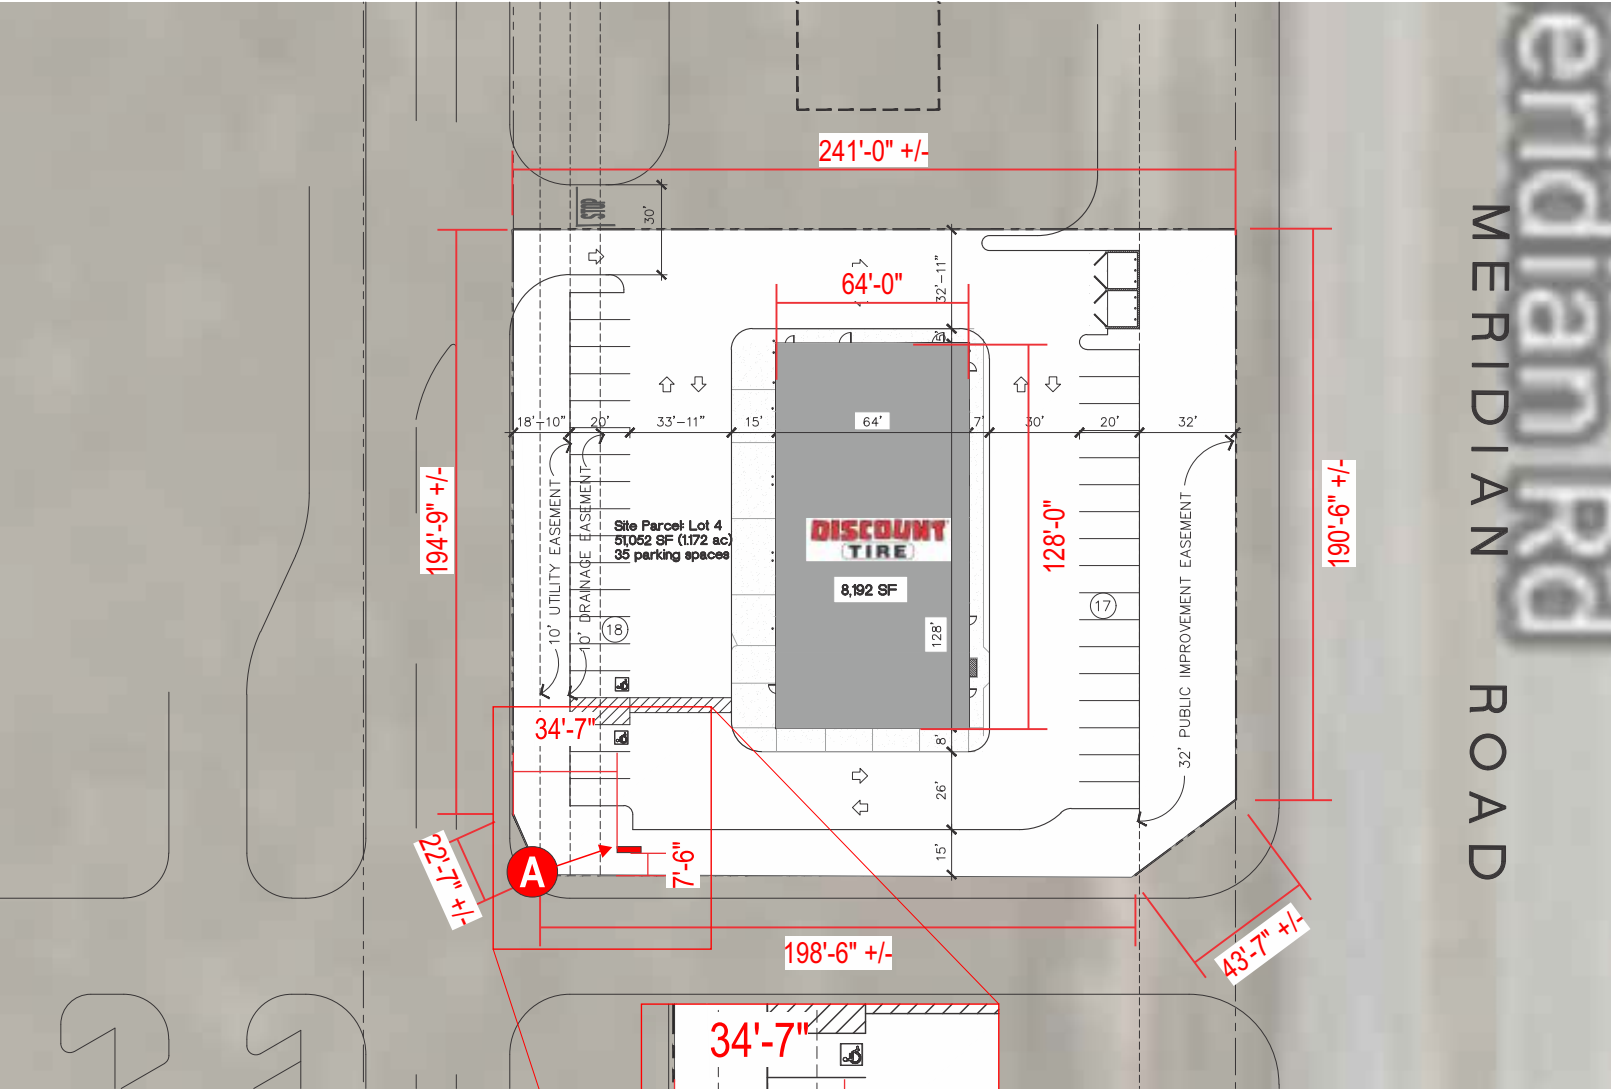 241'-0" +/-
STOP
30'
32'-11"
64'-0"
5'
18'-10"
20'
33'-11"
15'
64'
7'
30'
20'
32'
194'-9" +/-
10' UTILITY EASEMENT
10' DRAINAGE EASEMENT
Site Parcel: Lot 4
51,052 SF (1.172 ac)
35 parking spaces
DISCOUNT
TIRE
8,192 SF
128'
128'-0"
18
17
32' PUBLIC IMPROVEMENT EASEMENT
190'-6" +/-
MERIDIAN ROAD
eridian Rd
34'-7"
8'
26'
15'
A
7'-6"
22'-7" +/-
198'-6" +/-
43'-7" +/-
34'-7"